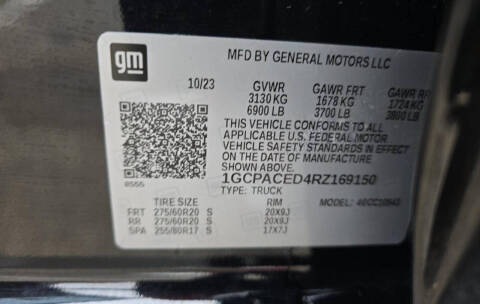 gm
MFD BY GENERAL MOTORS LLC
10/23 GVWR GAWR FRT GAWR RR
3130 KG 1678 KG 1724 KG
6900 LB 3700 LB 3800 LB
THIS VEHICLE CONFORMS TO ALL
APPLICABLE U.S. FEDERAL MOTOR
VEHICLE SAFETY STANDARDS IN EFFECT
ON THE DATE OF MANUFACTURE
SHOWN ABOVE.
1GCPACED4RZ169150
TYPE: TRUCK MODEL:
TIRE SIZE RIM
FRT 275/60R20 S 20X9J
RR 275/60R20 S 20X9J
SPA 255/80R17 S 17X7J